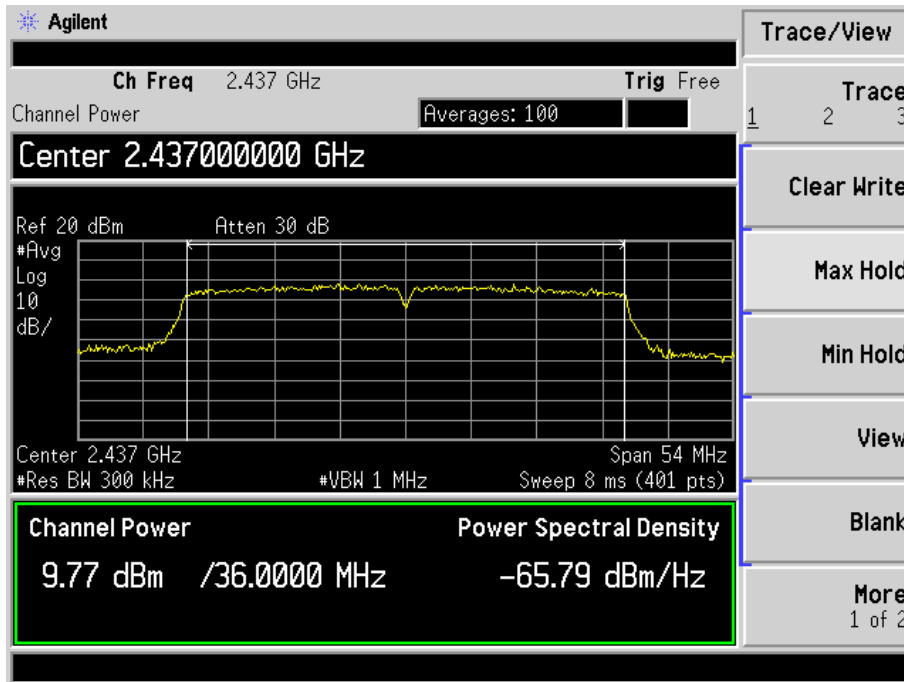 Agilent
Trace/View
Ch Freq 2.437 GHz Trig Free
Channel Power Averages: 100
Center 2.437000000 GHz
Ref 20 dBm Atten 30 dB
#Avg
Log
10
dB/
Center 2.437 GHz Span 54 MHz
#Res BW 300 kHz #VBW 1 MHz Sweep 8 ms (401 pts)
Channel Power Power Spectral Density
9.77 dBm /36.0000 MHz -65.79 dBm/Hz
Trace
1 2 3
Clear Write
Max Hold
Min Hold
View
Blank
More
1 of 2